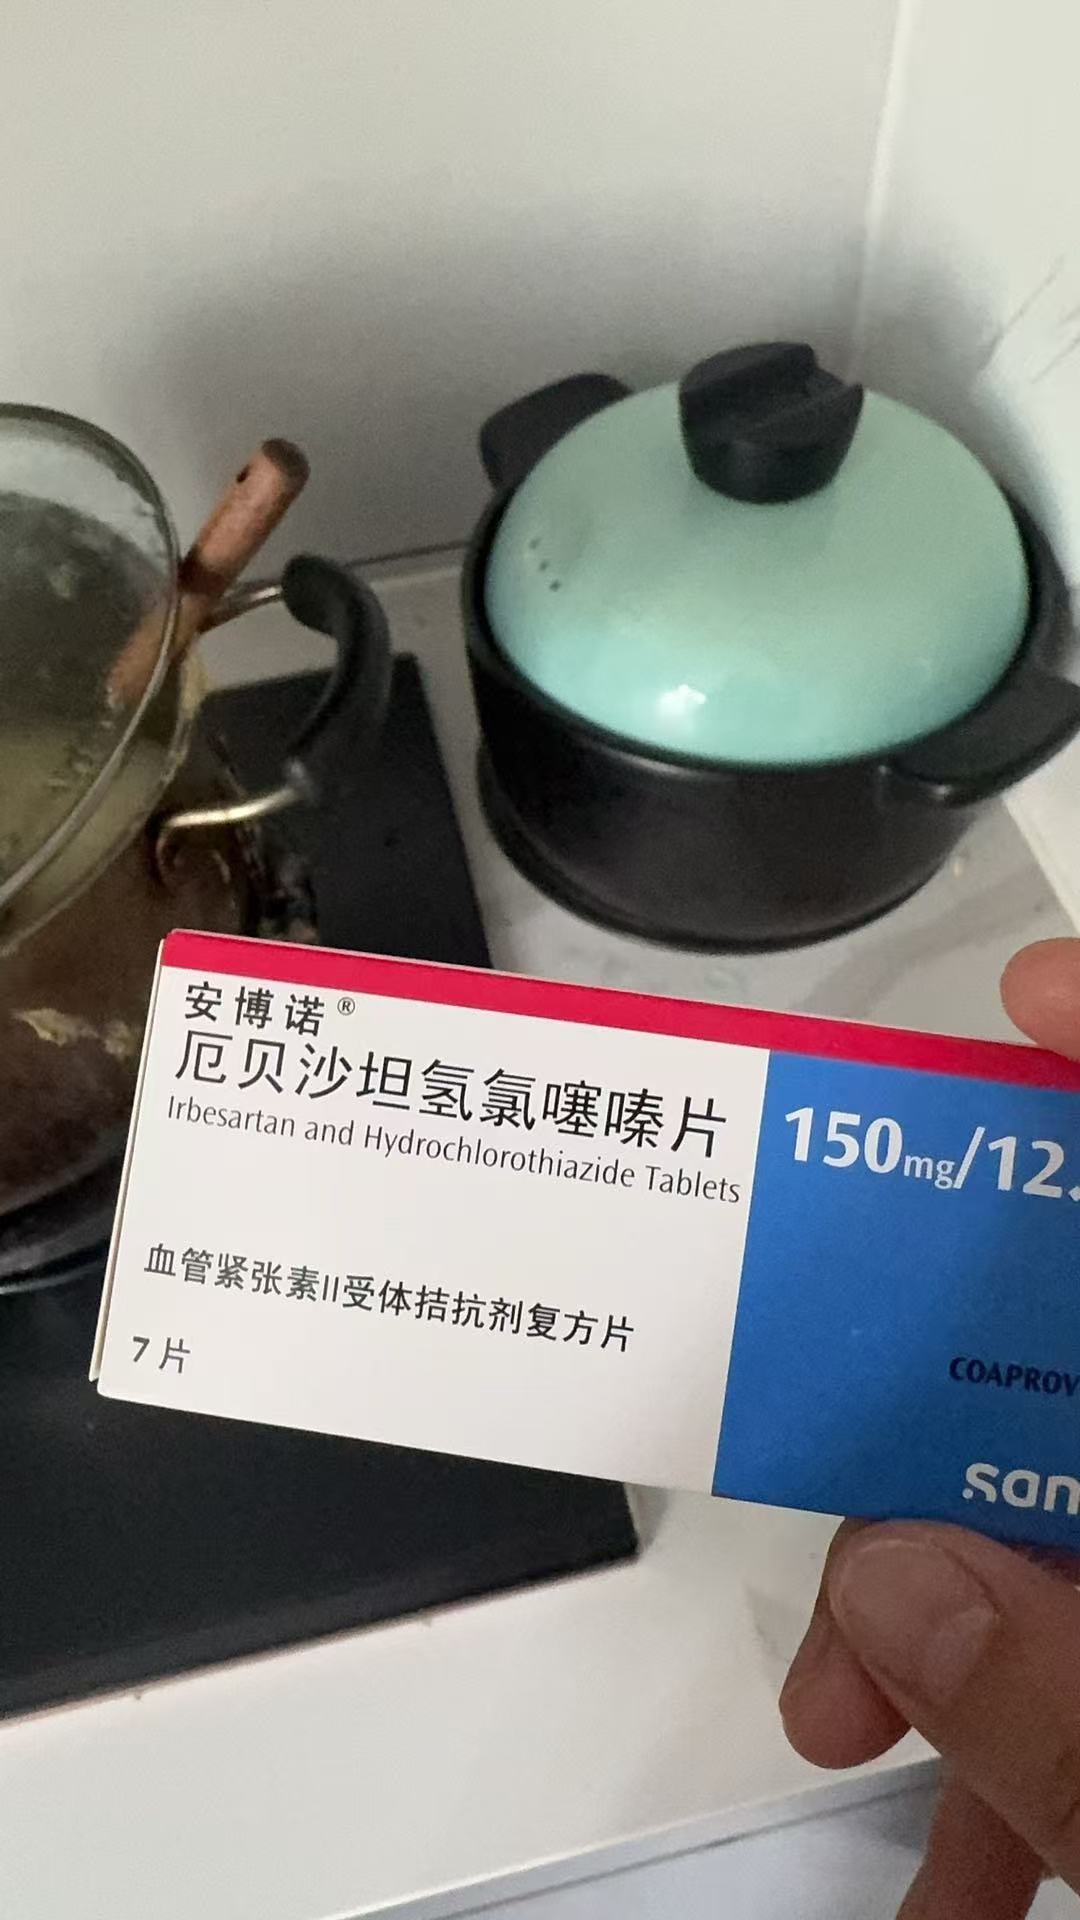 安博诺®
厄贝沙坦氢氯噻嗪片
Irbesartan and Hydrochlorothiazide Tablets
150mg/12.
血管紧张素II受体拮抗剂复方片
7片
COAPROV
san